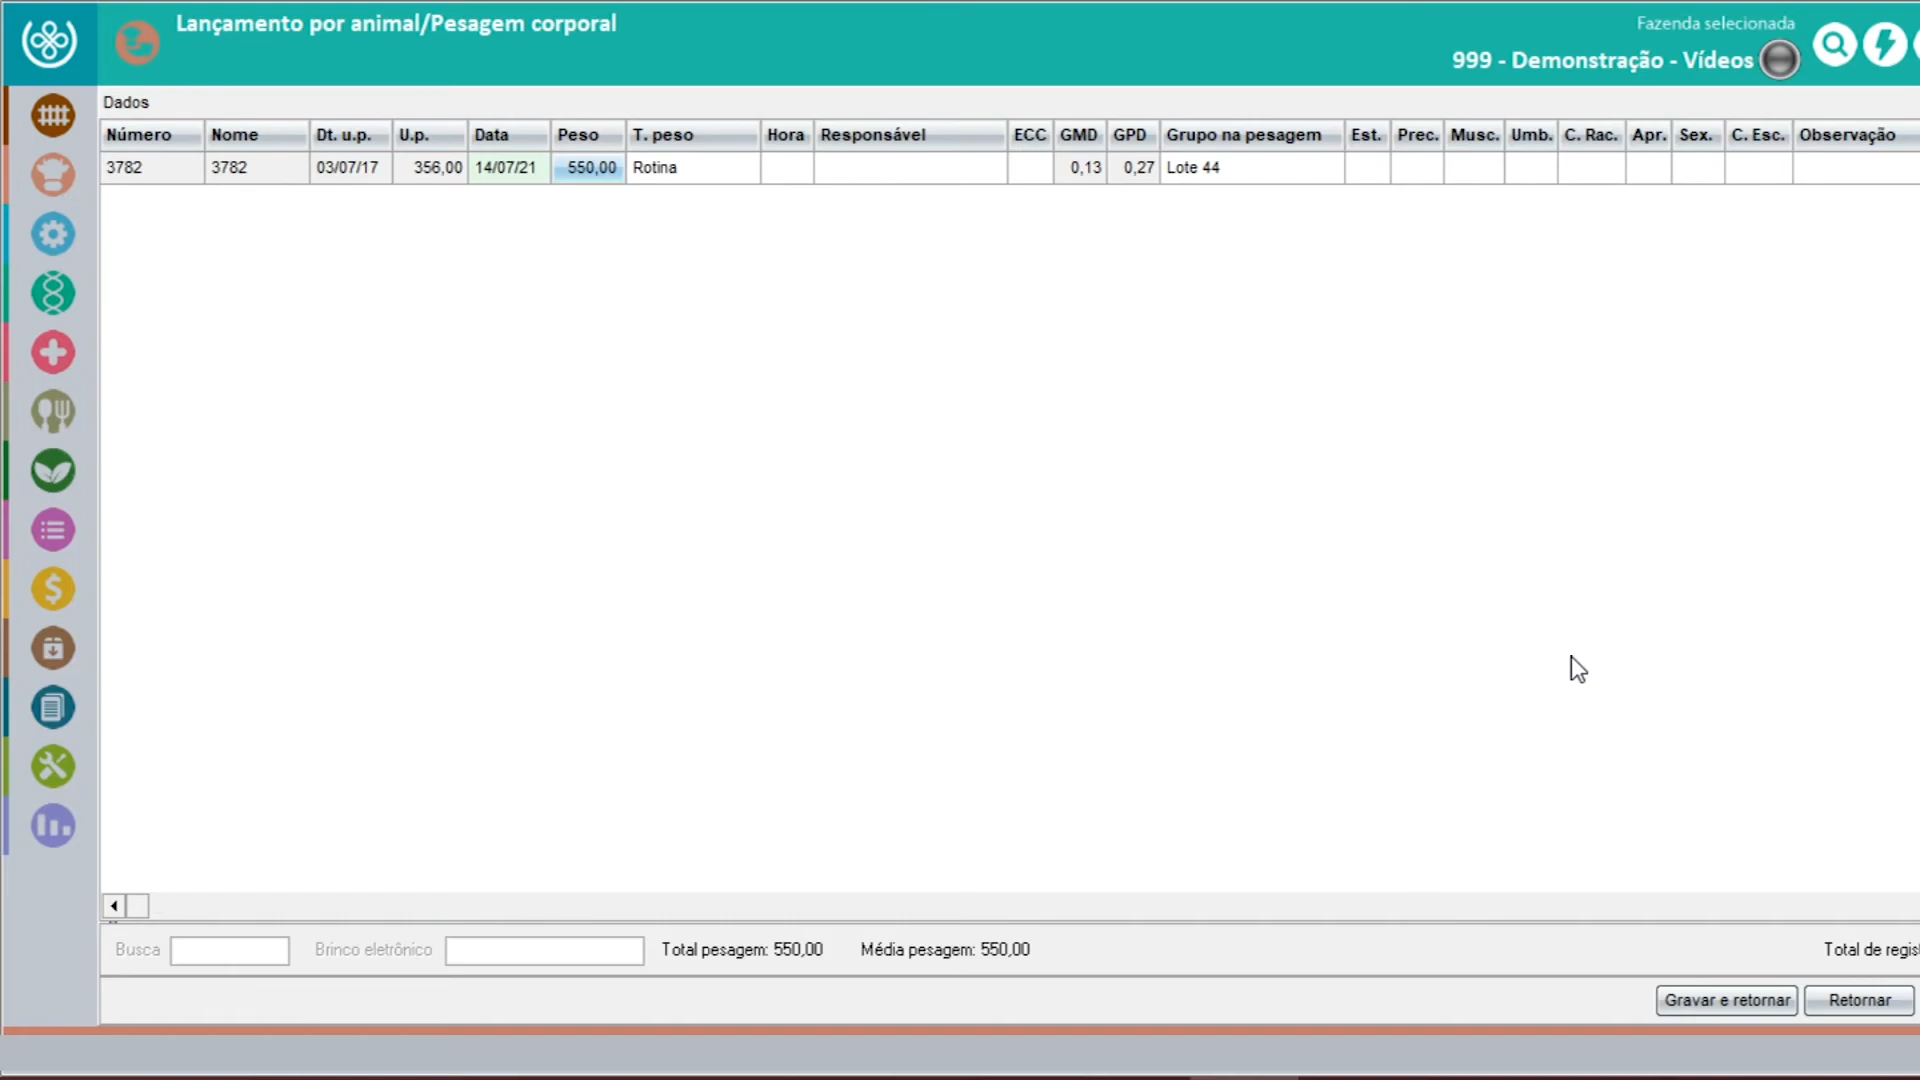 Lançamento por animal/Pesagem corporal
Fazenda selecionada
999 - Demonstração - Vídeos
Dados
Número Nome Dt. u.p. U.p. Data Peso T. peso Hora Responsável ECC GMD GPD Grupo na pesagem Est. Prec. Musc. Umb. C. Rac. Apr. Sex. C. Esc. Observação
3782 3782 03/07/17 356,00 14/07/21 550,00 Rotina 0,13 0,27 Lote 44
Busca Brinco eletrônico Total pesagem: 550,00 Média pesagem: 550,00 Total de regis
Gravar e retornar Retornar